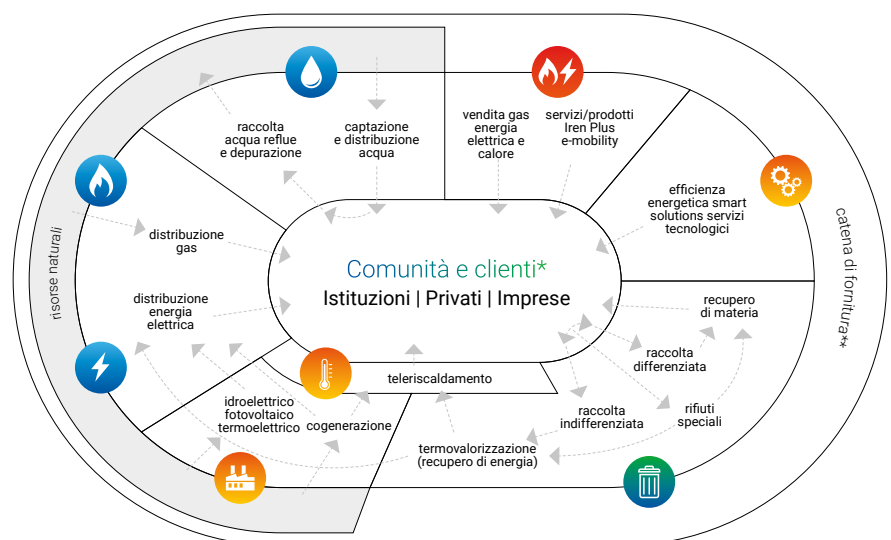 raccolta
acqua reflue
e depurazione
captazione
e distribuzione
acqua
vendita gas
energia
elettrica e
calore
servizi/prodotti
Iren Plus
e-mobility
efficienza
energetica smart
solutions servizi
tecnologici
catena di fornitura**
risorse naturali
distribuzione
gas
distribuzione
energia
elettrica
Comunità e clienti*
Istituzioni | Privati | Imprese
recupero
di materia
raccolta
differenziata
rifiuti
speciali
raccolta
indifferenziata
teleriscaldamento
idroelettrico
fotovoltaico
termoelettrico
cogenerazione
termovalorizzazione
(recupero di energia)